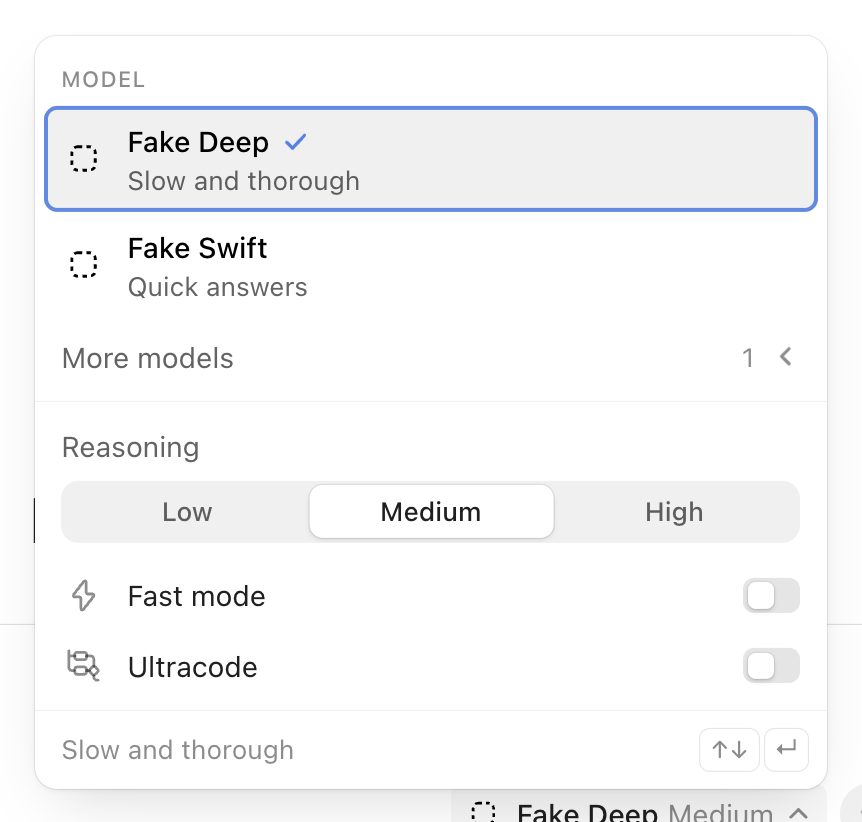 MODEL
Fake Deep
Slow and thorough
Fake Swift
Quick answers
More models 1
Reasoning
Low Medium High
Fast mode
Ultracode
Slow and thorough
Fake Deep Medium